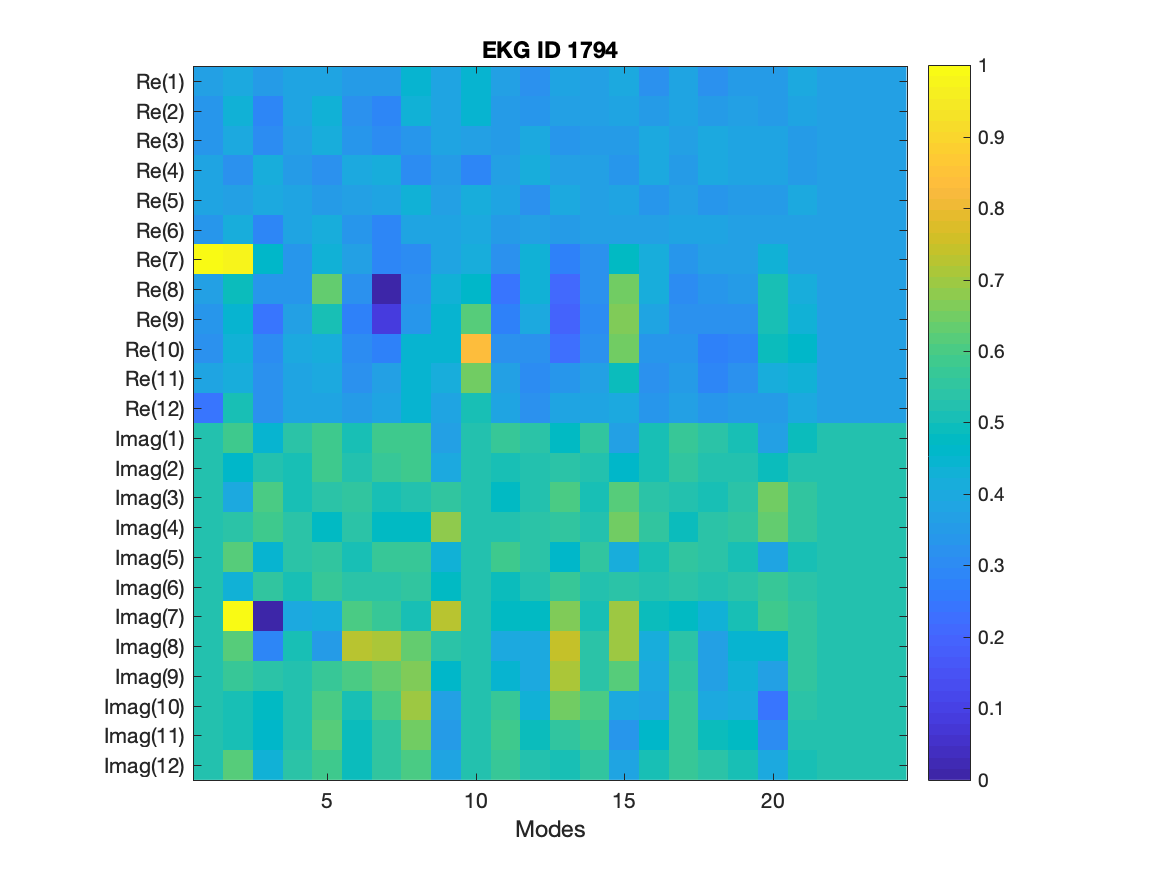 EKG ID 1794
Re(1)
Re(2)
Re(3)
Re(4)
Re(5)
Re(6)
Re(7)
Re(8)
Re(9)
Re(10)
Re(11)
Re(12)
Imag(1)
Imag(2)
Imag(3)
Imag(4)
Imag(5)
Imag(6)
Imag(7)
Imag(8)
Imag(9)
Imag(10)
Imag(11)
Imag(12)
5 10 15 20
Modes
1
0.9
0.8
0.7
0.6
0.5
0.4
0.3
0.2
0.1
0